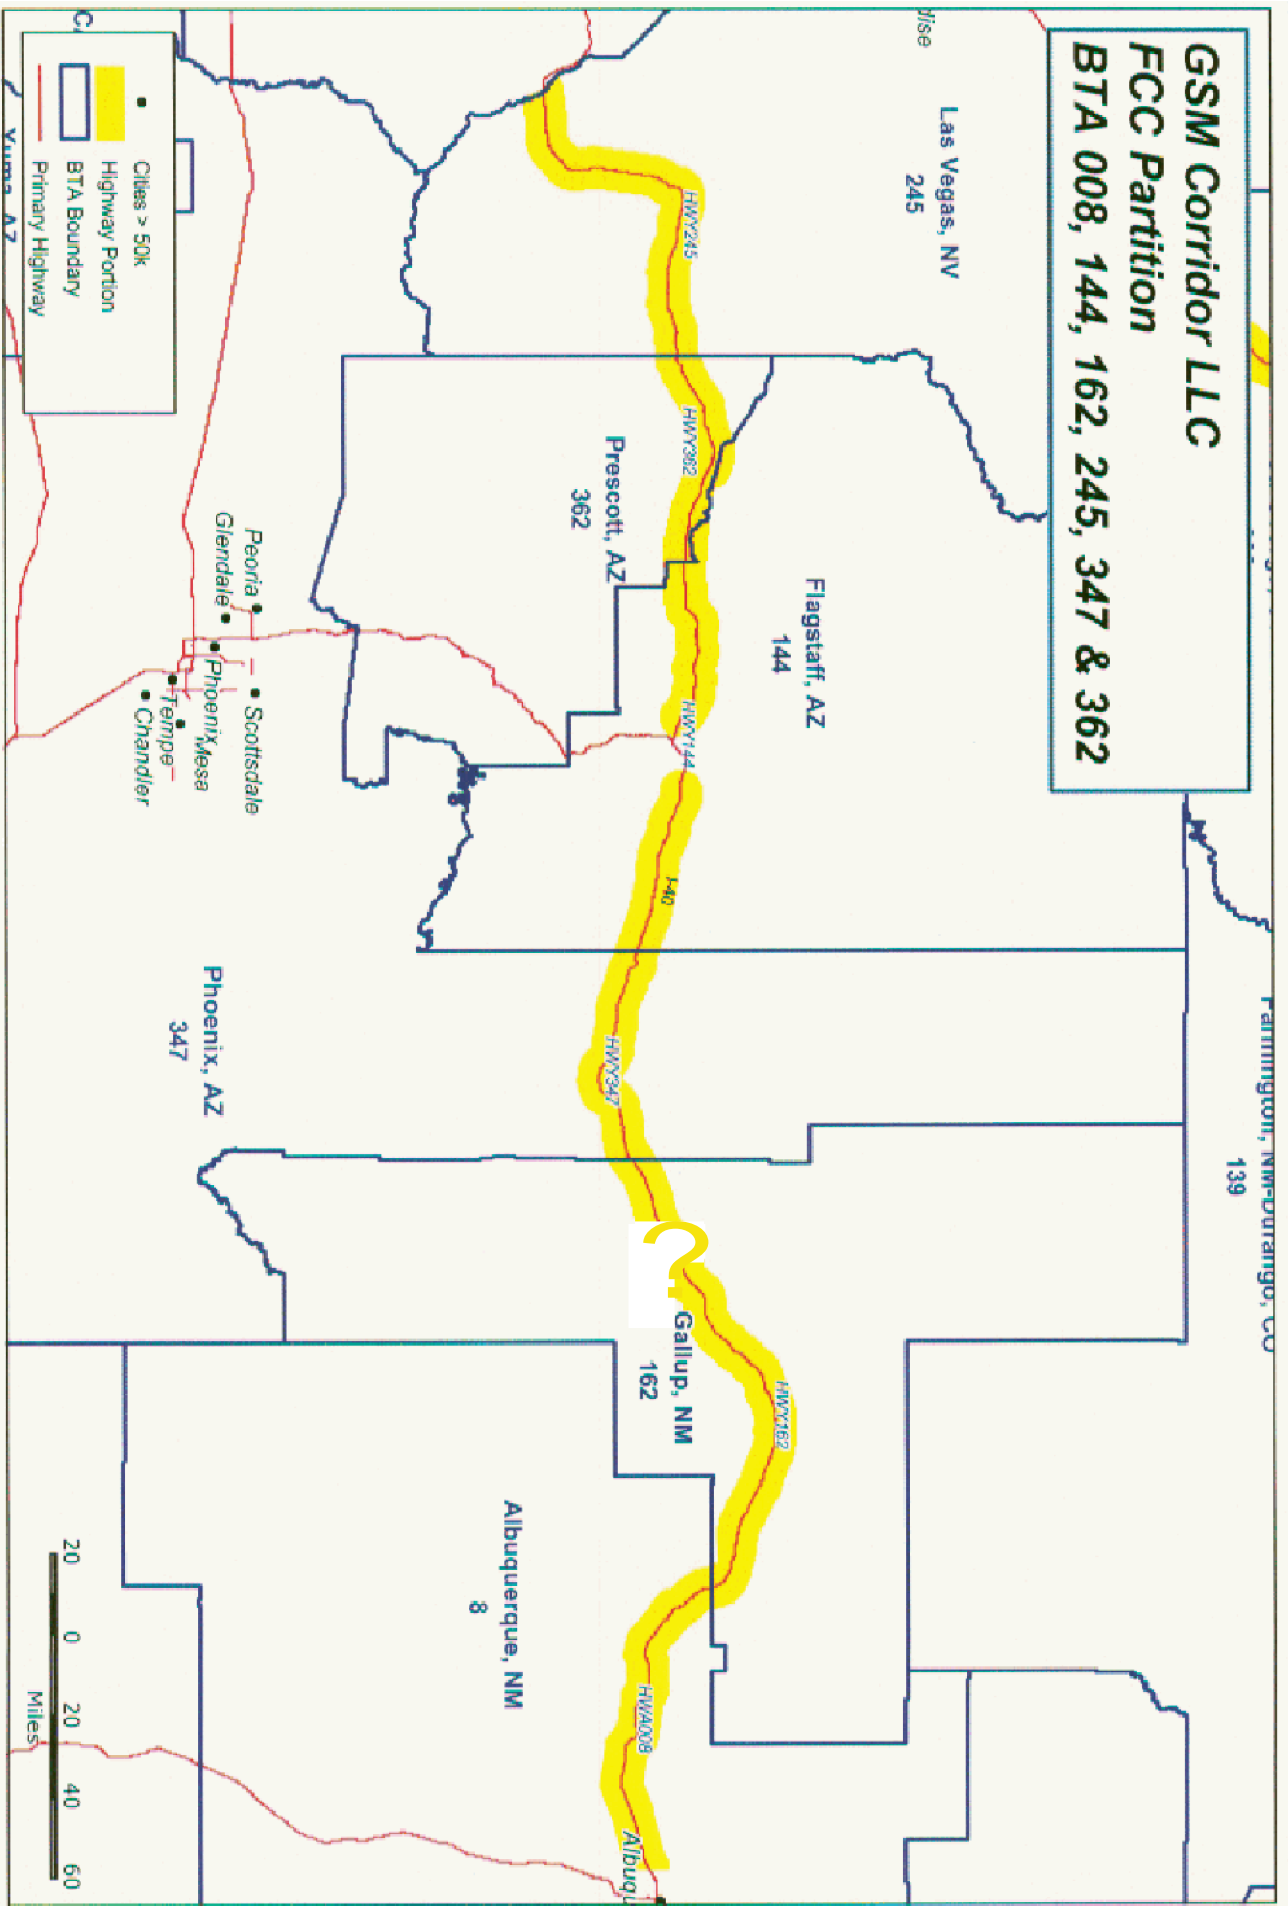 GSM Corridor LLC
FCC Partition
BTA 008, 144, 162, 245, 347 & 362
139
Las Vegas, NV
245
HWY245
HWY362
Prescott, AZ
362
Flagstaff, AZ
144
HWY144
I-40
HWY347
Phoenix, AZ
347
?
Gallup, NM
162
HWY162
Albuquerque, NM
8
HWA008
Albuq
Peoria
Glendale
Phoenix
Scottsdale
Tempe
Mesa
Chandler
Cities > 50k
Highway Portion
BTA Boundary
Primary Highway
Yuma, AZ
20 0 20 40 60
Miles